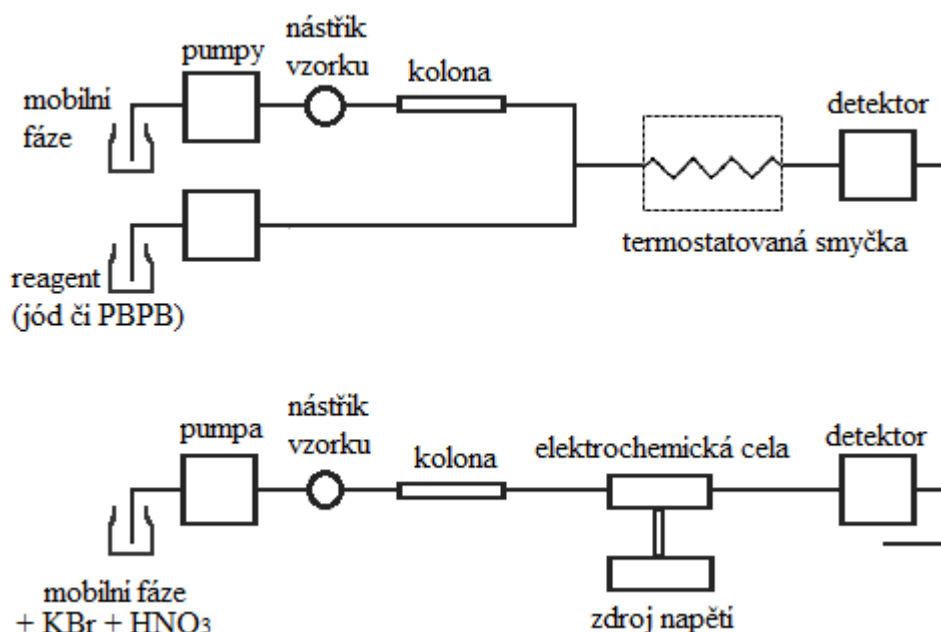 nástřik
vzorku
pumpy
kolona
mobilní
fáze
detektor
termostatovaná smyčka
reagent
(jód či PBPB)
nástřik
vzorku
pumpa
kolona
elektrochemická cela
detektor
mobilní fáze
+ KBr + HNO3
zdroj napětí